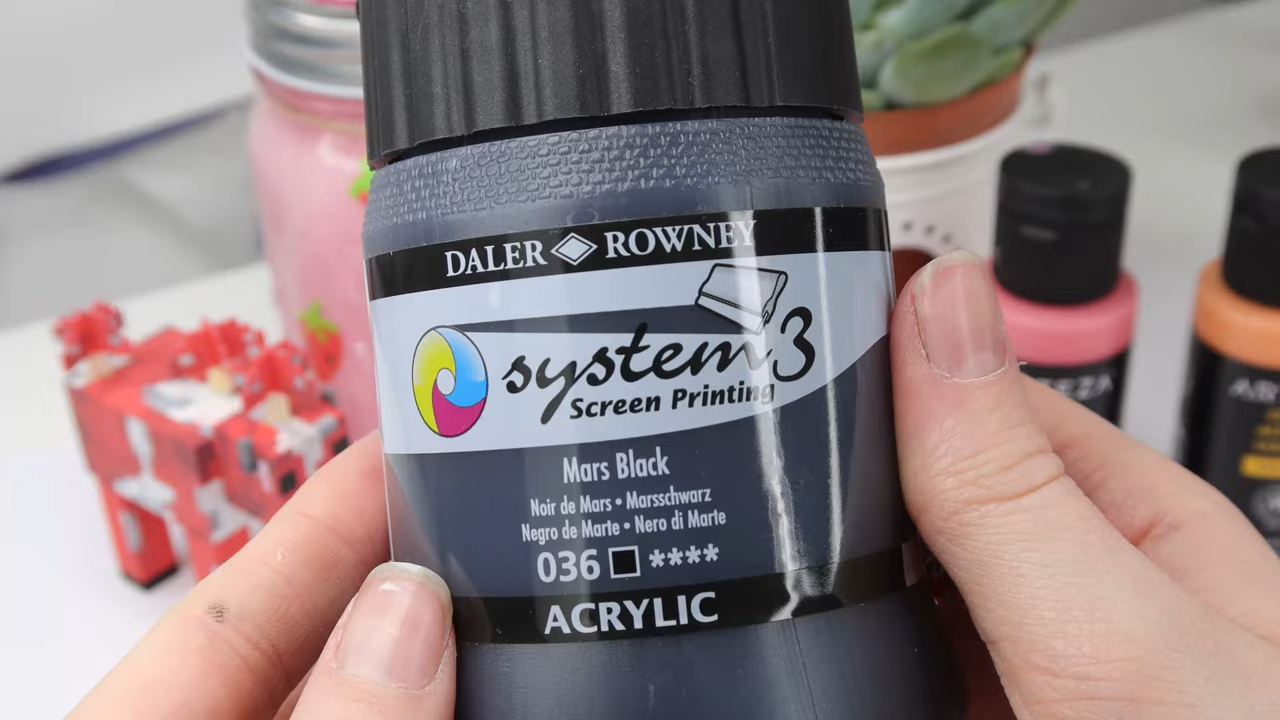 DALER ROWNEY
system3
Screen Printing
Mars Black
Noir de Mars • Marsschwarz
Negro de Marte • Nero di Marte
036 ****
ACRYLIC